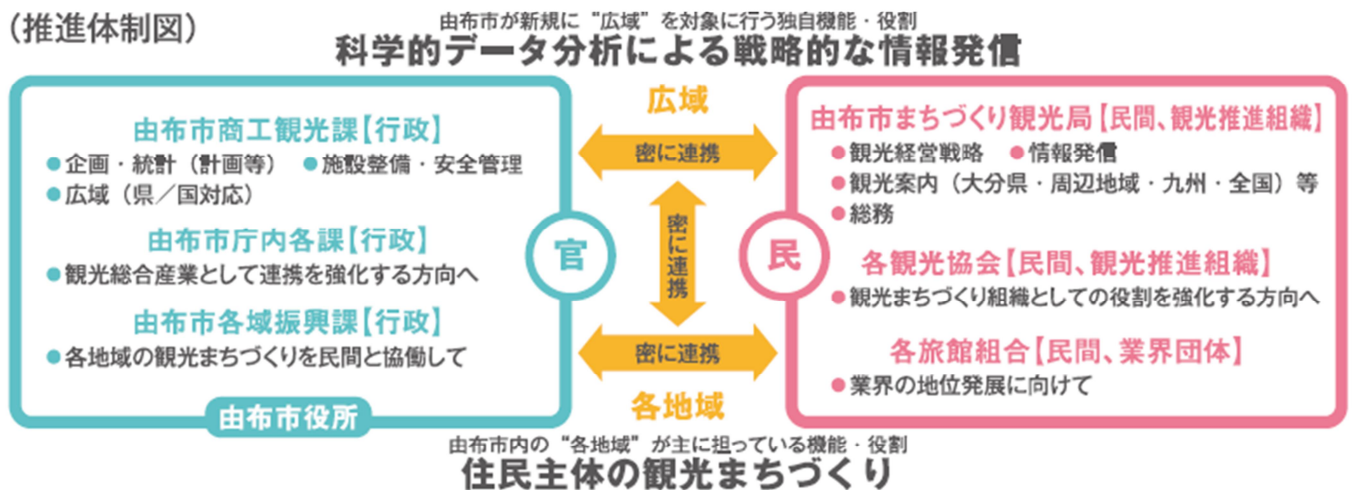 (推進体制図)
由布市が新規に“広域”を対象に行う独自機能・役割
科学的データ分析による戦略的な情報発信
由布市商工観光課【行政】
●企画・統計（計画等） ●施設整備・安全管理
●広域（県／国対応）
由布市庁内各課【行政】
●観光総合産業として連携を強化する方向へ
由布市各域振興課【行政】
●各地域の観光まちづくりを民間と協働して
由布市役所
官
広域
密に連携
密に連携
密に連携
各地域
民
由布市まちづくり観光局【民間、観光推進組織】
●観光経営戦略 ●情報発信
●観光案内（大分県・周辺地域・九州・全国）等
●総務
各観光協会【民間、観光推進組織】
●観光まちづくり組織としての役割を強化する方向へ
各旅館組合【民間、業界団体】
●業界の地位発展に向けて
由布市内の“各地域”が主に担っている機能・役割
住民主体の観光まちづくり